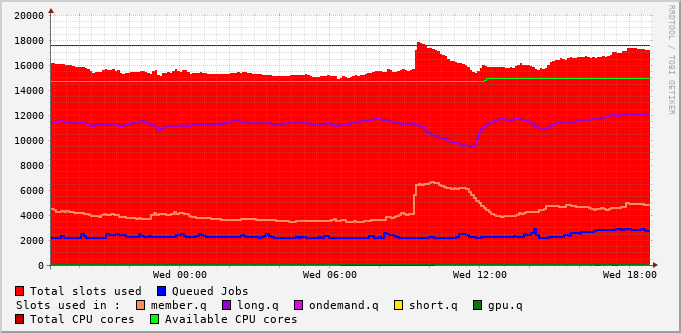 20000
18000
16000
14000
12000
10000
8000
6000
4000
2000
0
Wed 00:00 Wed 06:00 Wed 12:00 Wed 18:00
Total slots used Queued Jobs
Slots used in : member.q long.q ondemand.q short.q gpu.q
Total CPU cores Available CPU cores
RRDTOOL / TOBI OETIKER